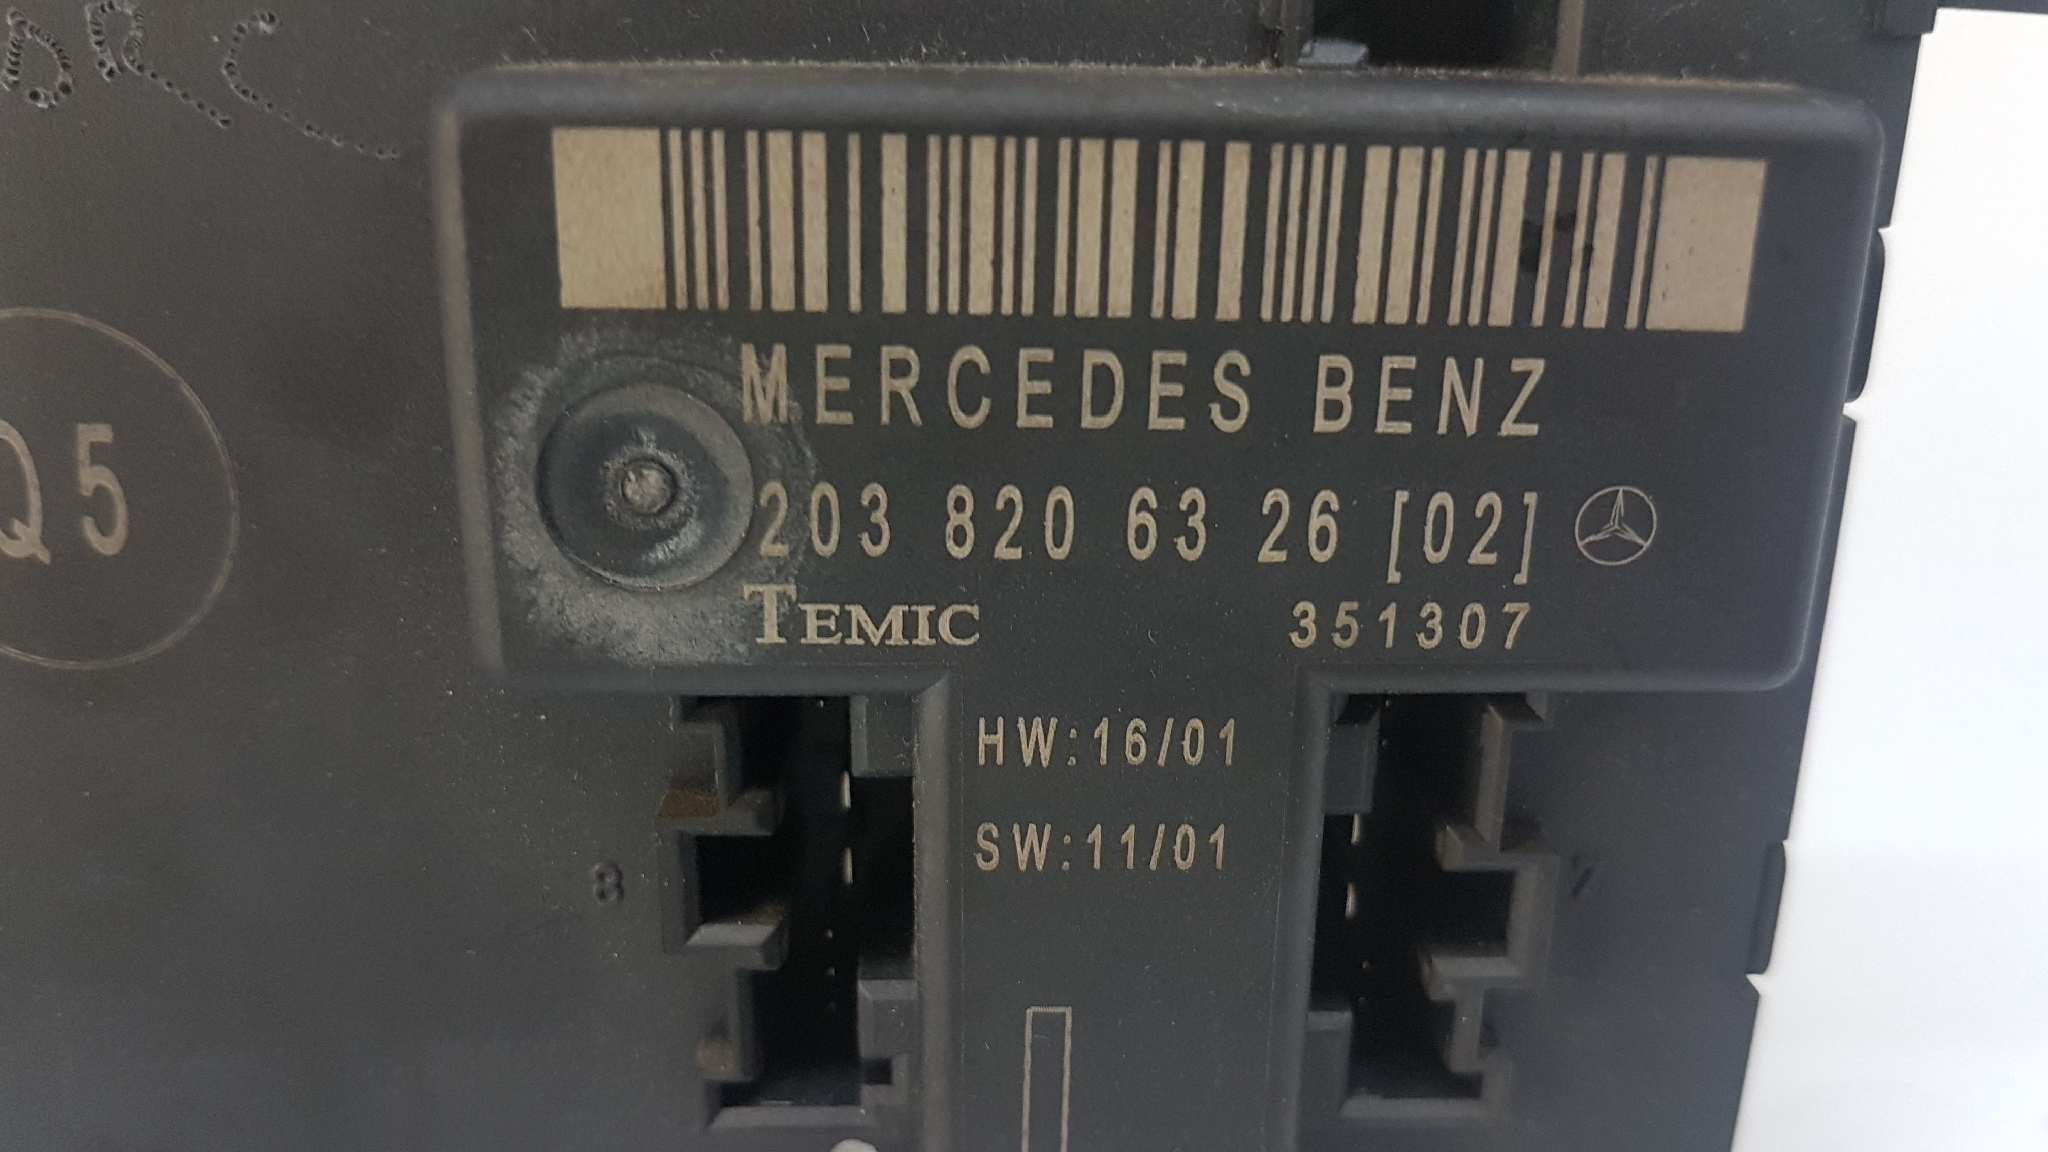 MERCEDES BENZ
203 820 63 26 [02]
TEMIC 351307
Q5
HW:16/01
SW:11/01
8